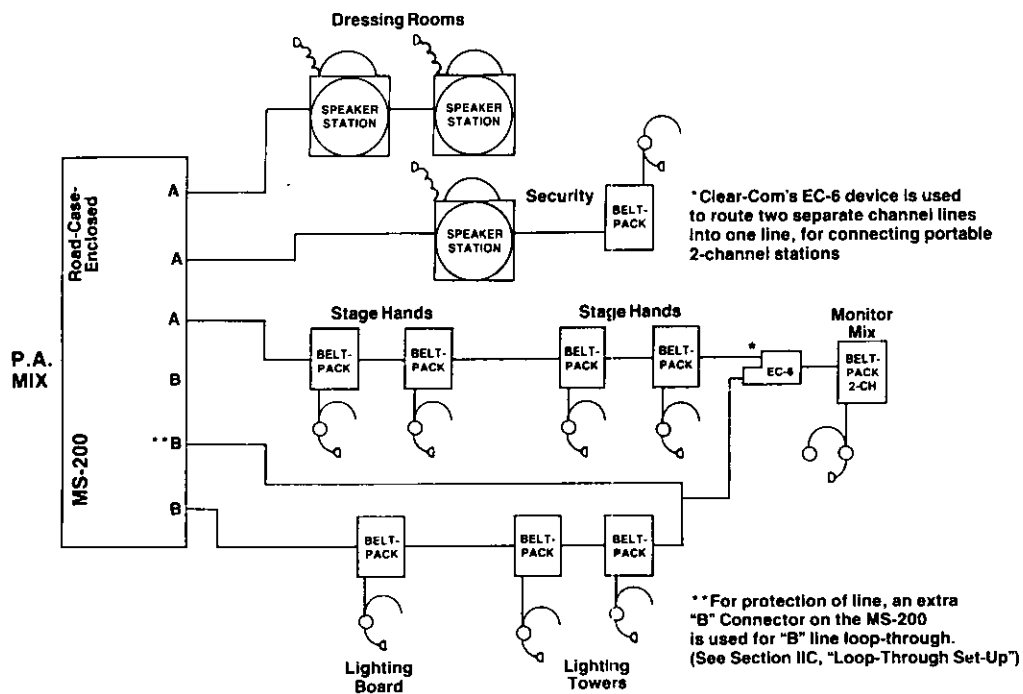 Dressing Rooms
SPEAKER
STATION
SPEAKER
STATION
Road-Case-
Enclosed
A
Security
SPEAKER
STATION
BELT-
PACK
*Clear-Com's EC-6 device is used
to route two separate channel lines
into one line, for connecting portable
2-channel stations
A
A
Stage Hands
Stage Hands
Monitor
Mix
BELT-
PACK
BELT-
PACK
BELT-
PACK
BELT-
PACK
*
EC-6
BELT-
PACK
2-CH
P.A.
MIX
B
MS-200
**B
B
BELT-
PACK
BELT-
PACK
BELT-
PACK
Lighting
Board
Lighting
Towers
**For protection of line, an extra
"B" Connector on the MS-200
is used for "B" line loop-through.
(See Section IIC, "Loop-Through Set-Up")